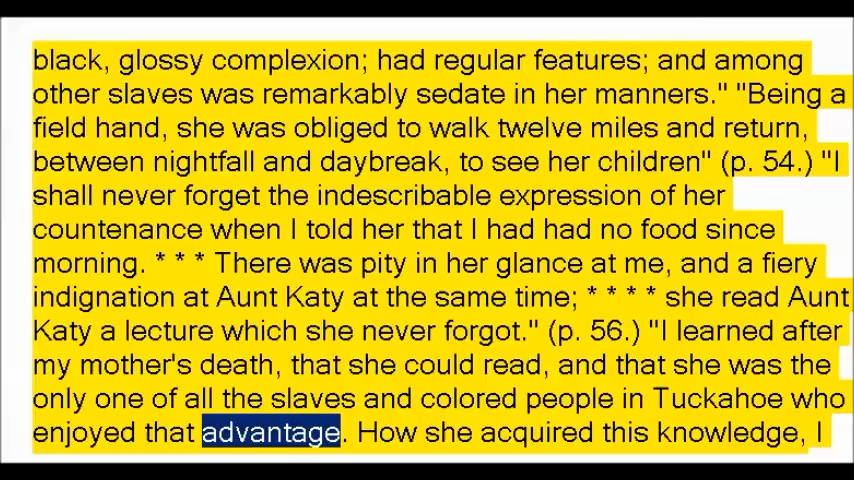 black, glossy complexion; had regular features; and among
other slaves was remarkably sedate in her manners." "Being a
field hand, she was obliged to walk twelve miles and return,
between nightfall and daybreak, to see her children" (p. 54.) "I
shall never forget the indescribable expression of her
countenance when I told her that I had had no food since
morning. * * * There was pity in her glance at me, and a fiery
indignation at Aunt Katy at the same time; * * * * she read Aunt
Katy a lecture which she never forgot." (p. 56.) "I learned after
my mother's death, that she could read, and that she was the
only one of all the slaves and colored people in Tuckahoe who
enjoyed that advantage. How she acquired this knowledge, I